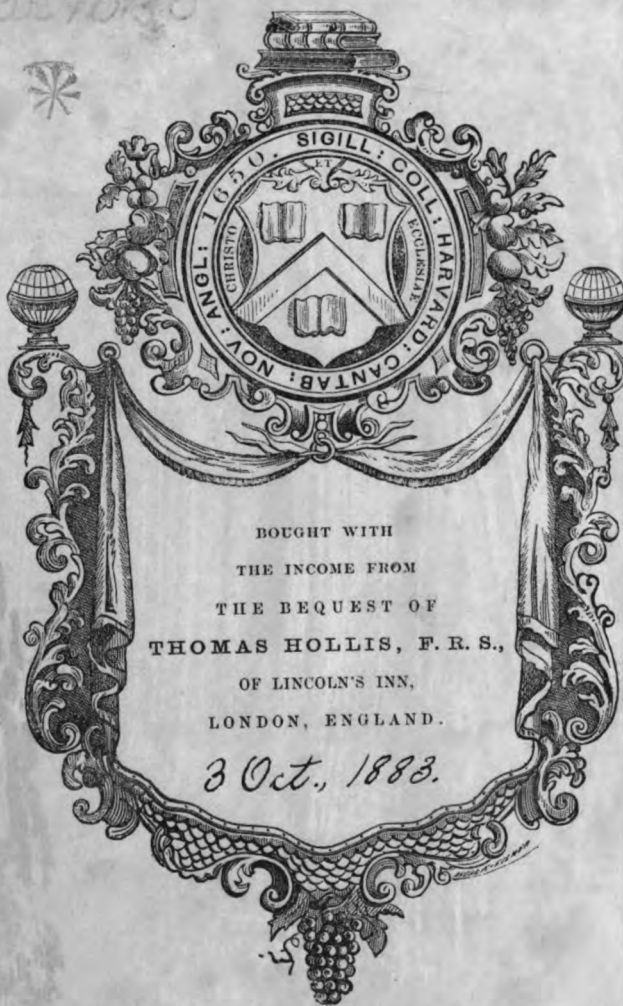 SIGILL: COLL: HARVARD: CANTAB: NOV: ANGL: 1650.
ET
CHRISTO
ECCLESIAE
BOUGHT WITH
THE INCOME FROM
THE BEQUEST OF
THOMAS HOLLIS, F. R. S.,
OF LINCOLN'S INN,
LONDON, ENGLAND.
3 Oct., 1883.